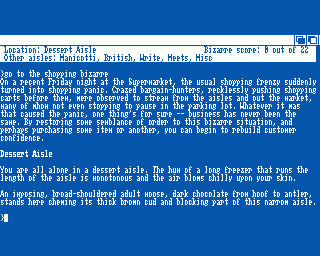 Location: Dessert Aisle Bizarre score: 0 out of 22
Other aisles: Manicotti, British, Write, Meets, Misc
>go to the shopping bizarre
On a recent Friday night at the Supermarket, the usual shopping frenzy suddenly
turned into shopping panic. Crazed bargain-hunters, recklessly pushing shopping
carts before them, were observed to stream from the aisles and out the market,
many of whom not even stopping to pause in the parking lot. Whatever it was
that caused the panic, one thing's for sure -- business has never been the
same. By restoring some semblance of order to this bizarre situation, and
perhaps purchasing some item or another, you can begin to rebuild customer
confidence.
Dessert Aisle
You are all alone in a dessert aisle. The hum of a long freezer that runs the
length of the aisle is monotonous and the air blows chilly upon your skin.
An imposing, broad-shouldered adult moose, dark chocolate from hoof to antler,
stands here chewing its thick brown cud and blocking part of this narrow aisle.
>